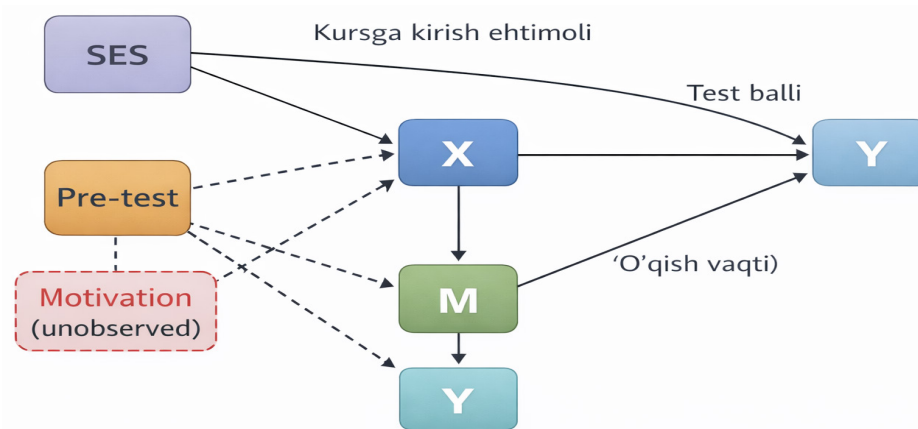 SES
Kursga kirish ehtimoli
Test balli
X
Y
Pre-test
‘O’qish vaqti)
Motivation
(unobserved)
M
Y